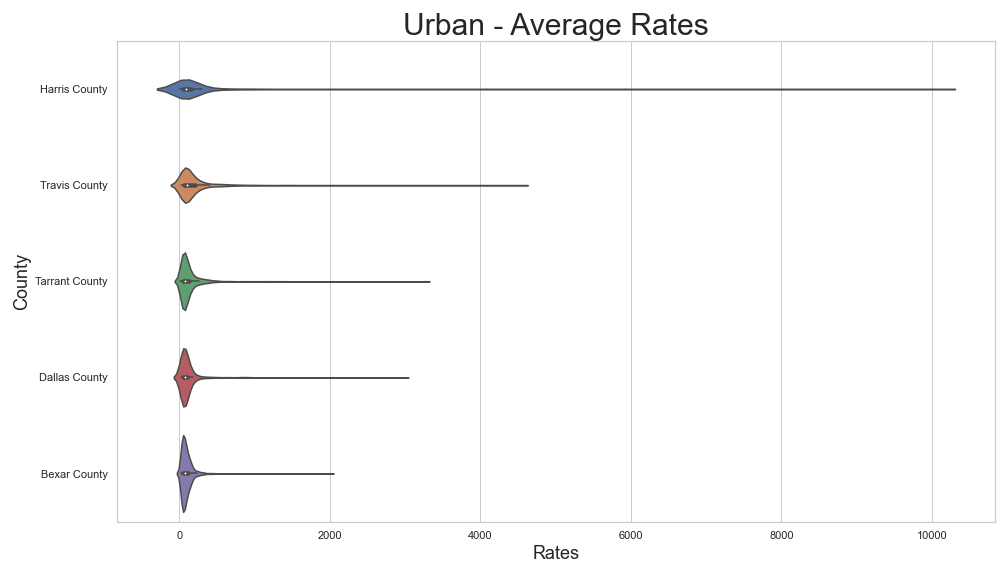 Urban - Average Rates
County
Harris County
Travis County
Tarrant County
Dallas County
Bexar County
0 2000 4000 6000 8000 10000
Rates